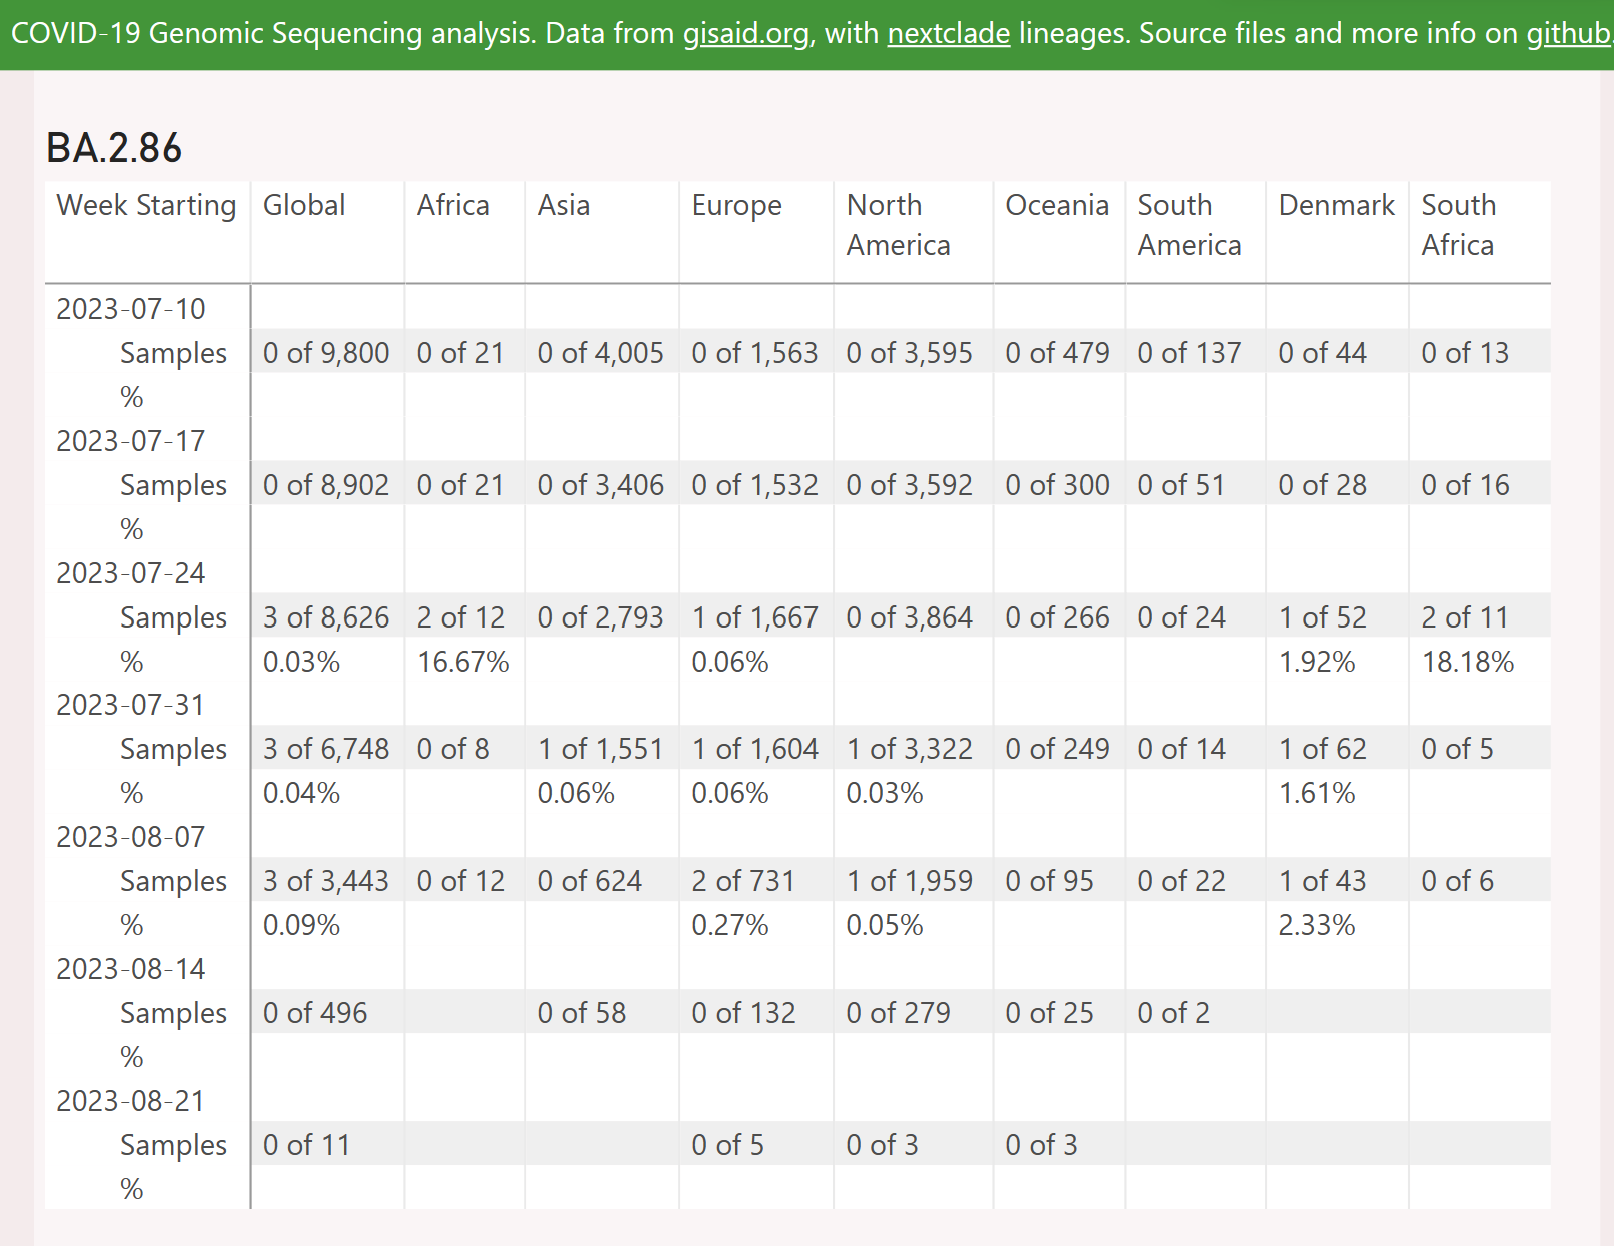 COVID-19 Genomic Sequencing analysis. Data from gisaid.org, with nextclade lineages. Source files and more info on github.
BA.2.86
Week Starting Global Africa Asia Europe North America Oceania South America Denmark South Africa
2023-07-10
Samples 0 of 9,800 0 of 21 0 of 4,005 0 of 1,563 0 of 3,595 0 of 479 0 of 137 0 of 44 0 of 13
%
2023-07-17
Samples 0 of 8,902 0 of 21 0 of 3,406 0 of 1,532 0 of 3,592 0 of 300 0 of 51 0 of 28 0 of 16
%
2023-07-24
Samples 3 of 8,626 2 of 12 0 of 2,793 1 of 1,667 0 of 3,864 0 of 266 0 of 24 1 of 52 2 of 11
% 0.03% 16.67% 0.06% 1.92% 18.18%
2023-07-31
Samples 3 of 6,748 0 of 8 1 of 1,551 1 of 1,604 1 of 3,322 0 of 249 0 of 14 1 of 62 0 of 5
% 0.04% 0.06% 0.06% 0.03% 1.61%
2023-08-07
Samples 3 of 3,443 0 of 12 0 of 624 2 of 731 1 of 1,959 0 of 95 0 of 22 1 of 43 0 of 6
% 0.09% 0.27% 0.05% 2.33%
2023-08-14
Samples 0 of 496 0 of 58 0 of 132 0 of 279 0 of 25 0 of 2
%
2023-08-21
Samples 0 of 11 0 of 5 0 of 3 0 of 3
%